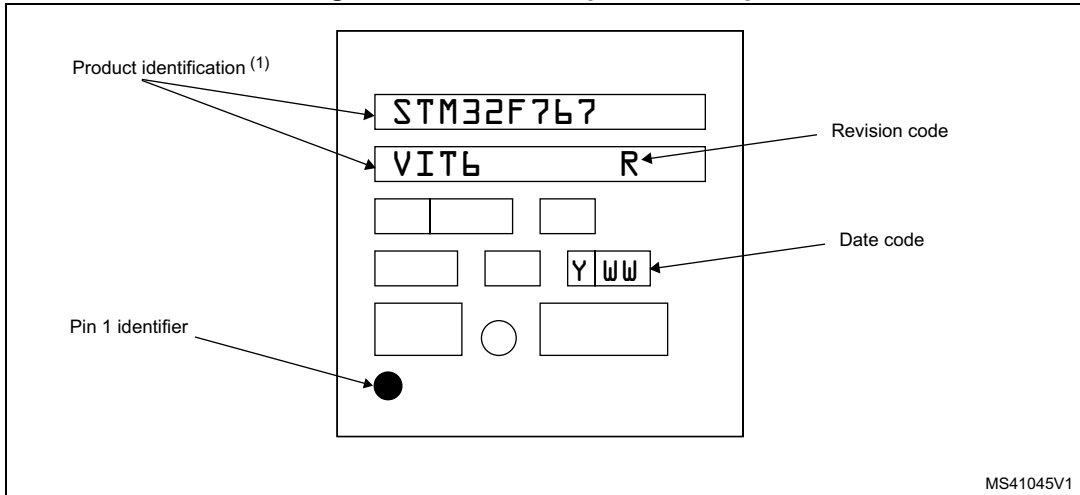 Product identification (1)
STM32F767
Revision code
VIT6 R
Date code
Y WW
Pin 1 identifier
MS41045V1